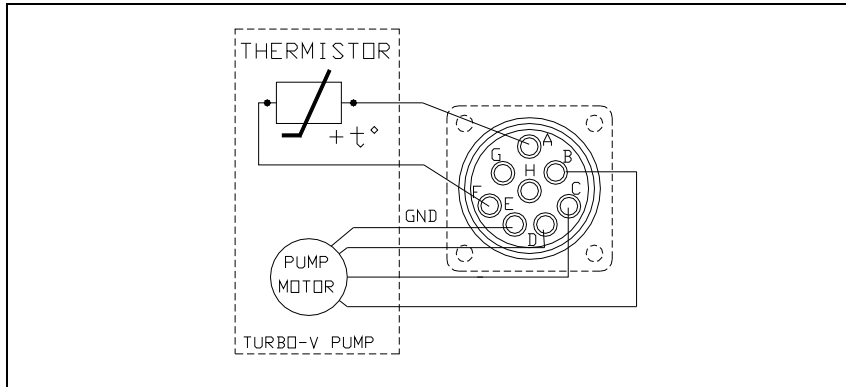 THERMISTOR
+t°
A
B
G
H
C
F
E
D
GND
PUMP
MOTOR
TURBO-V PUMP